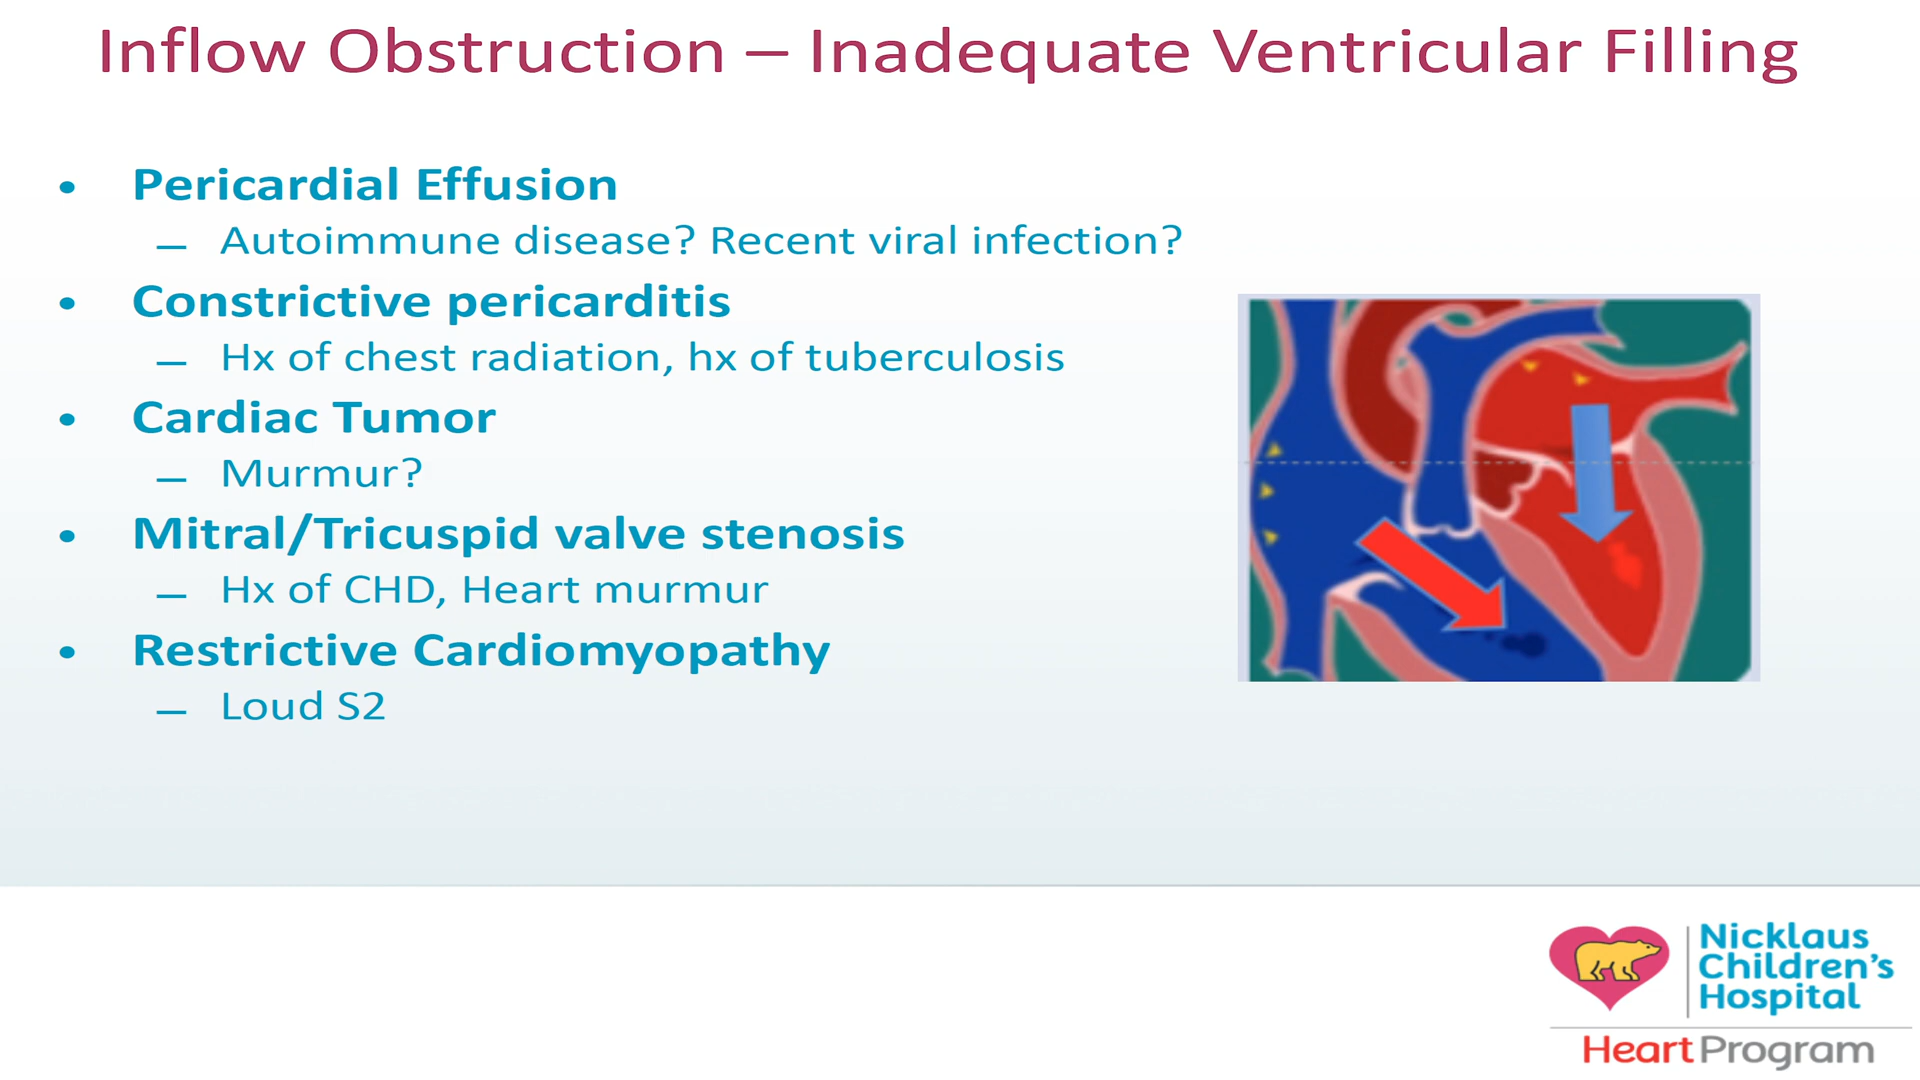 Inflow Obstruction – Inadequate Ventricular Filling
• Pericardial Effusion
– Autoimmune disease? Recent viral infection?
• Constrictive pericarditis
– Hx of chest radiation, hx of tuberculosis
• Cardiac Tumor
– Murmur?
• Mitral/Tricuspid valve stenosis
– Hx of CHD, Heart murmur
• Restrictive Cardiomyopathy
– Loud S2
Nicklaus
Children's
Hospital
Heart Program